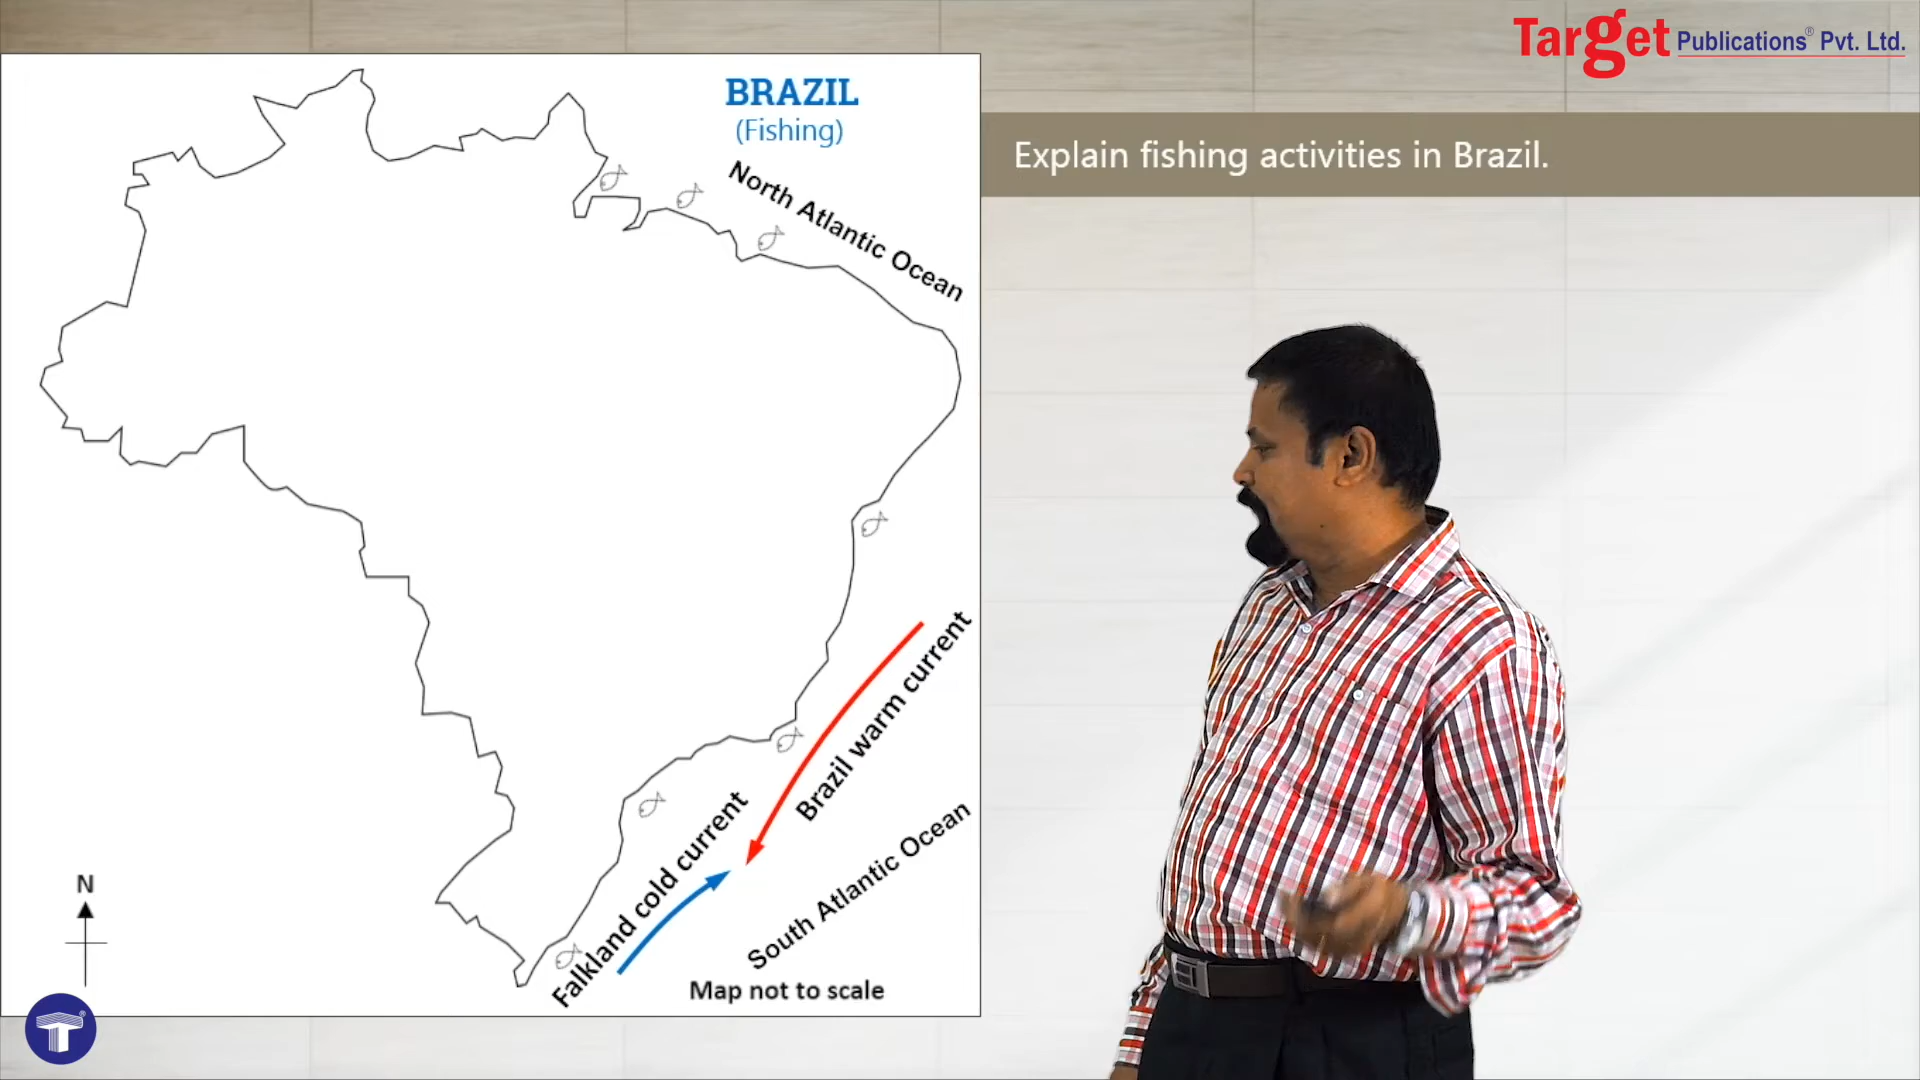 Target Publications® Pvt. Ltd.
BRAZIL
(Fishing)
Explain fishing activities in Brazil.
North Atlantic Ocean
Brazil warm current
Falkland cold current
South Atlantic Ocean
N
Map not to scale
T®